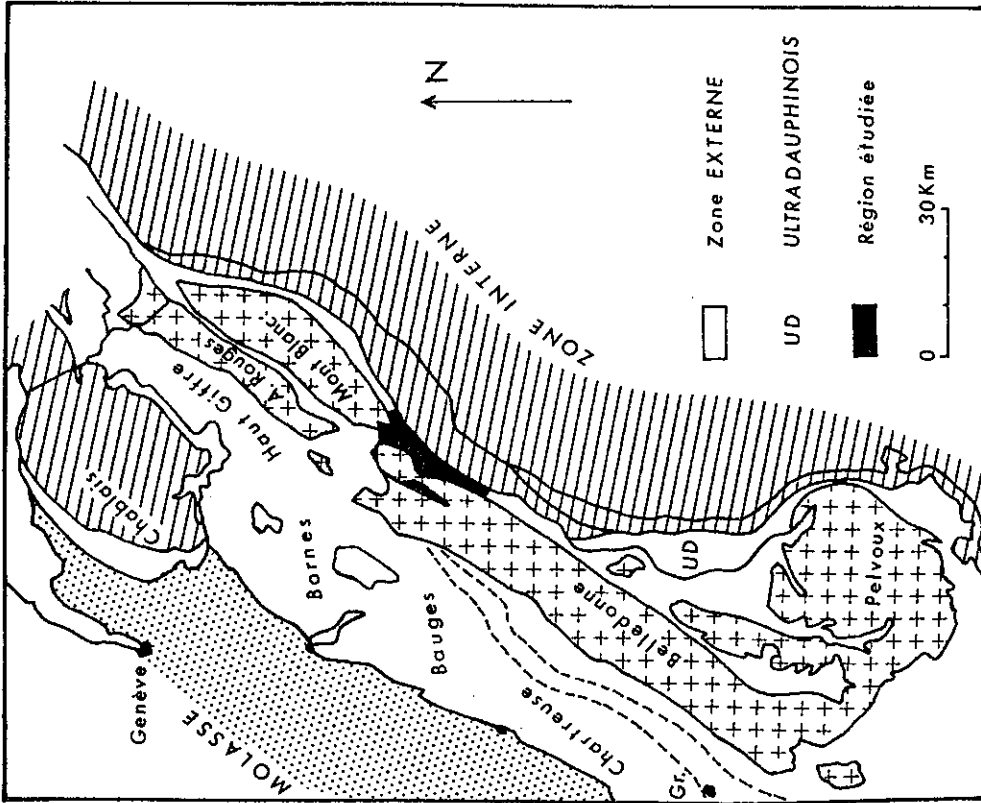 Genève
MOLASSE
Chablais
Haut Giffre
A. Rouges
Mont Blanc
Bornes
Bauges
Chartreuse
Gr.
Belledonne
UD
Pelvoux
ZONE INTERNE
N
Zone EXTERNE
UD ULTRADAUPHINOIS
Région étudiée
0 30 Km